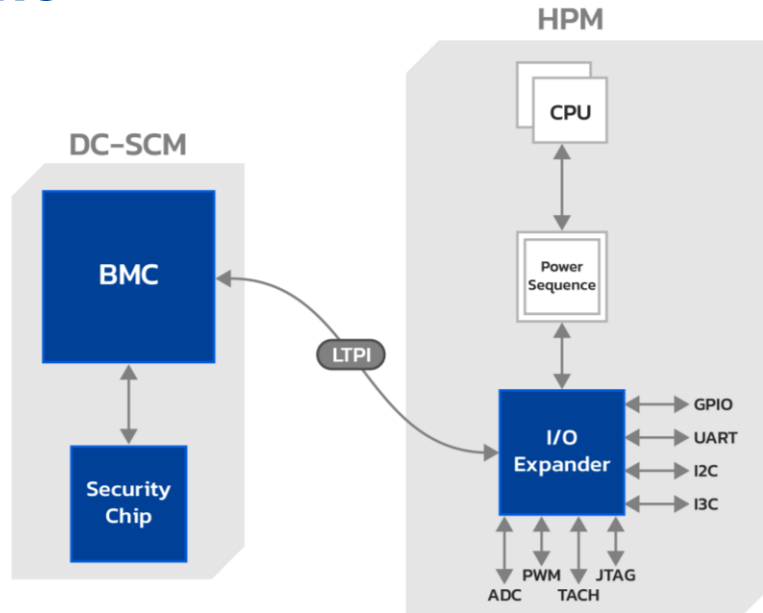 HPM
DC-SCM
CPU
BMC
Power
Sequence
LTPI
Security
Chip
I/O
Expander
GPIO
UART
I2C
I3C
ADC
PWM
TACH
JTAG